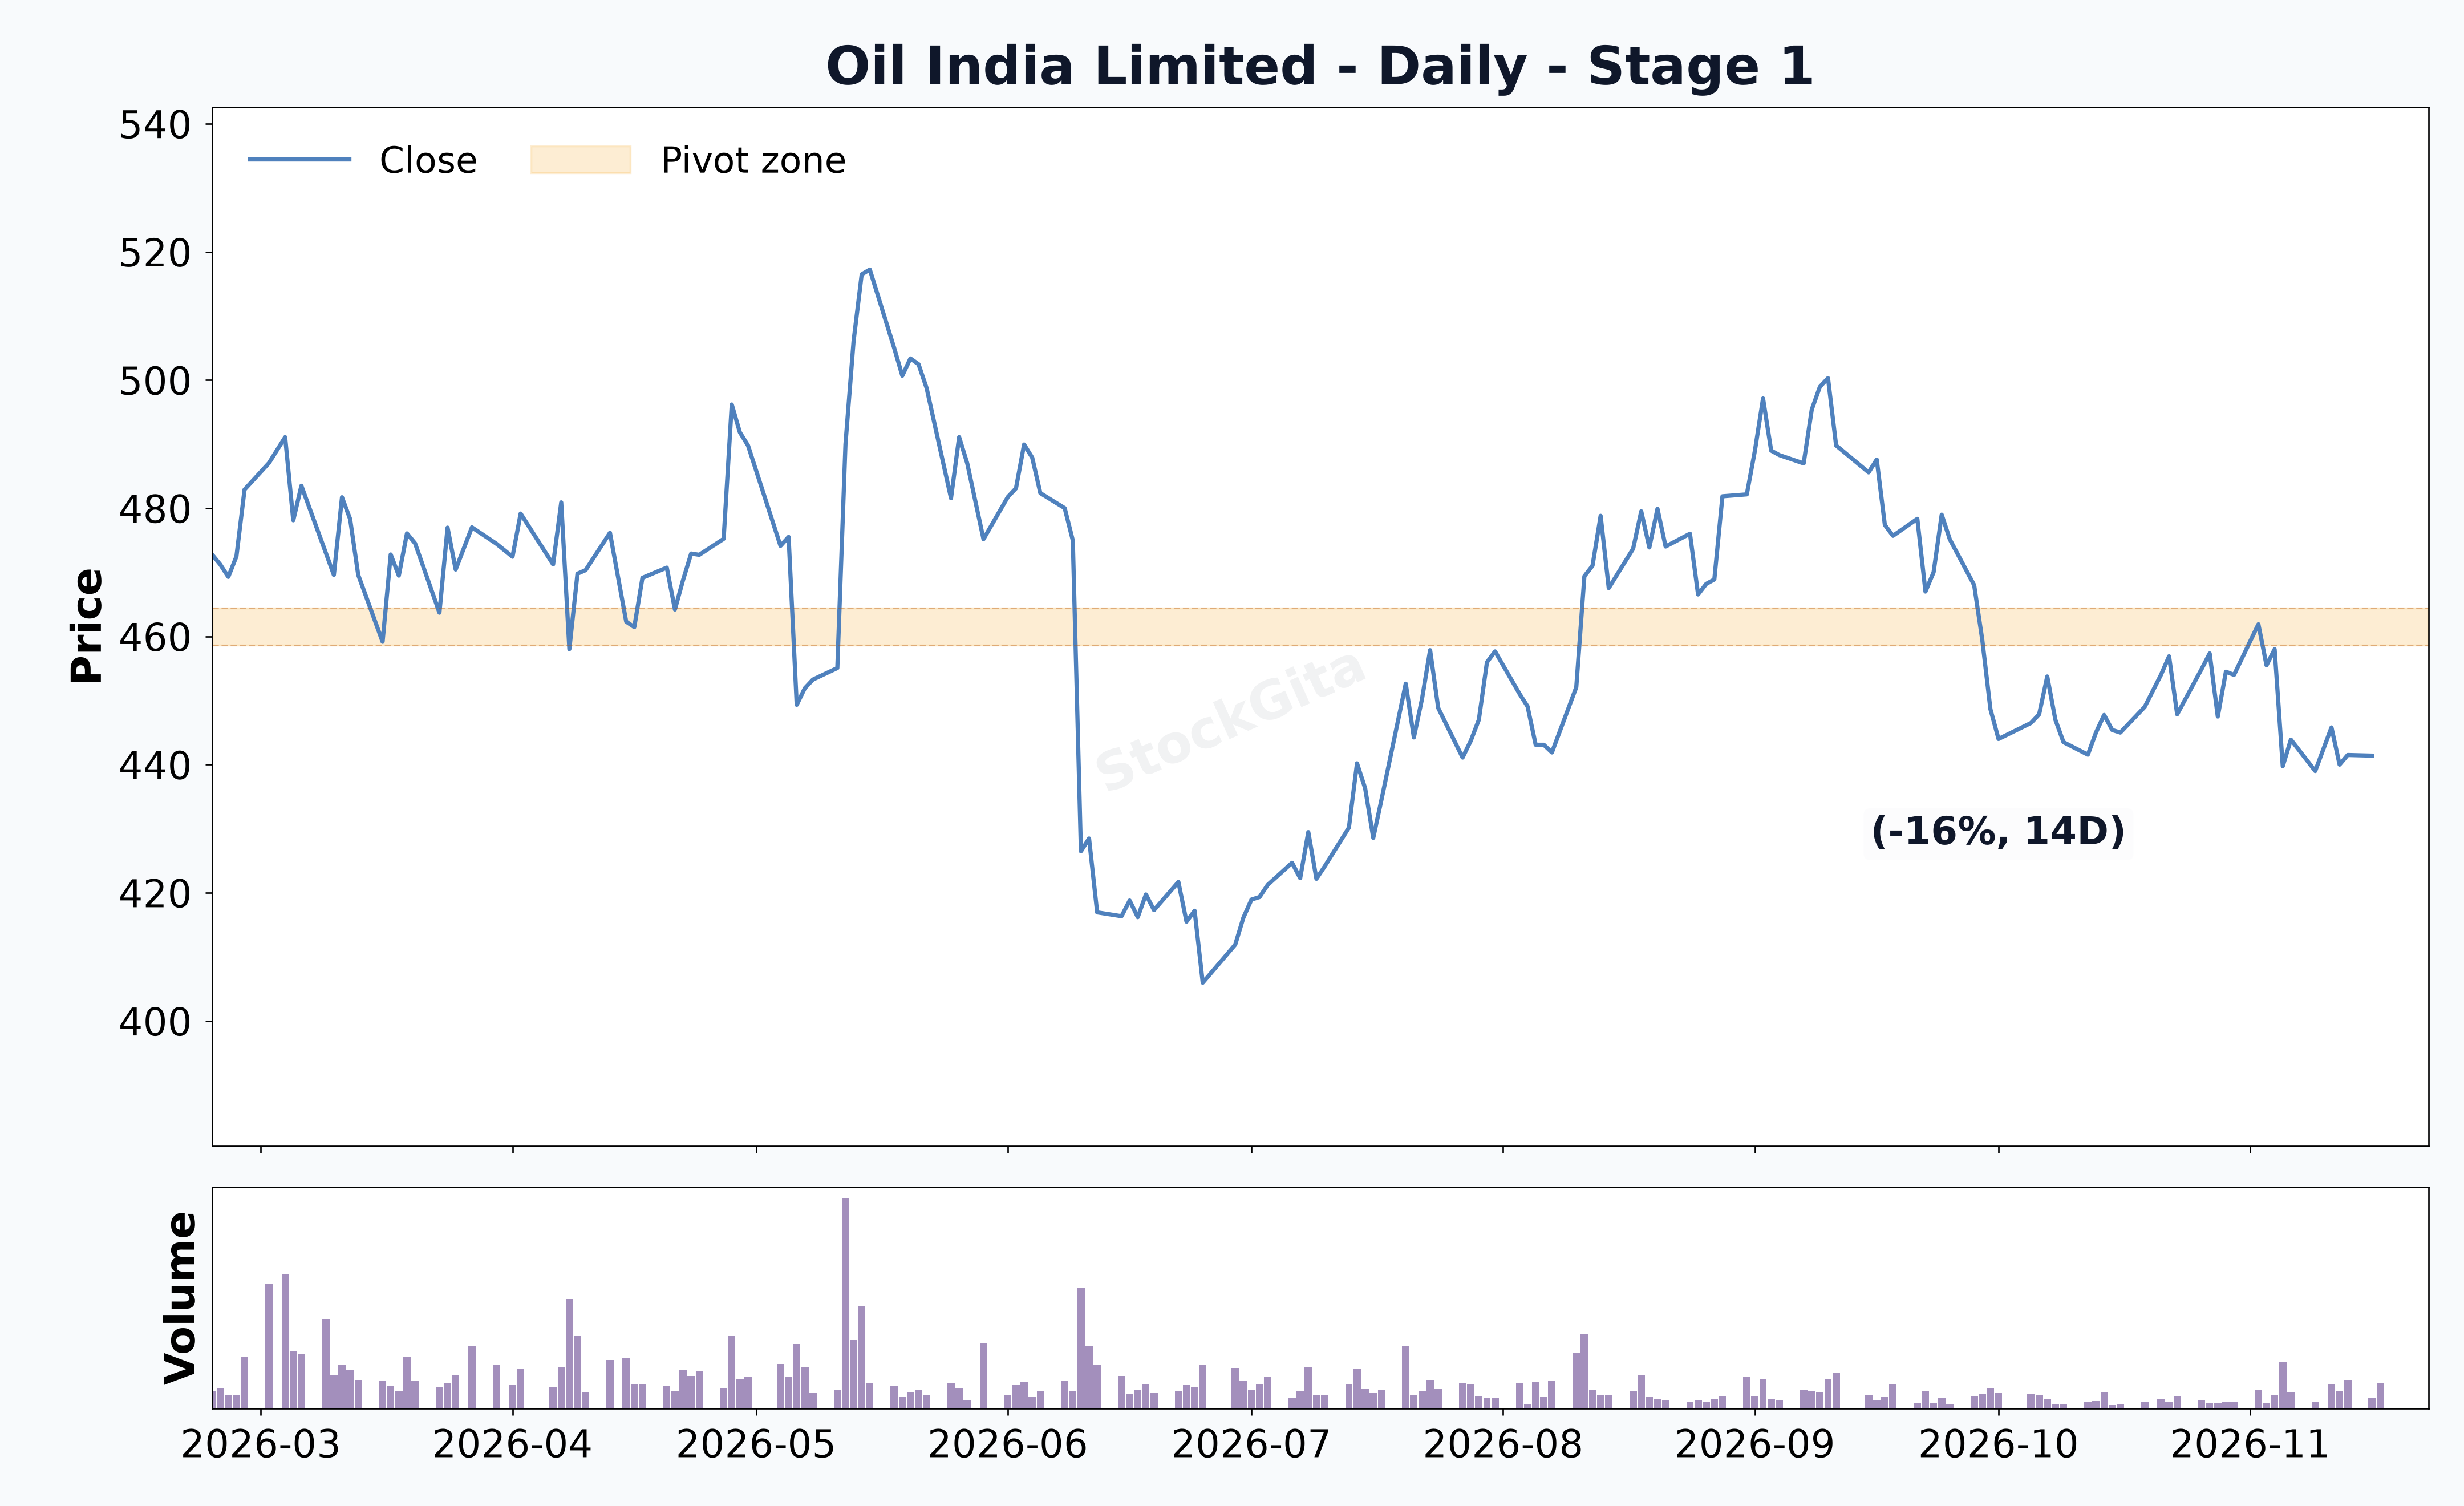 Oil India Limited - Daily - Stage 1
Close
Pivot zone
Price
540
520
500
480
460
440
420
400
StockGita
(-16%, 14D)
Volume
2026-03
2026-04
2026-05
2026-06
2026-07
2026-08
2026-09
2026-10
2026-11